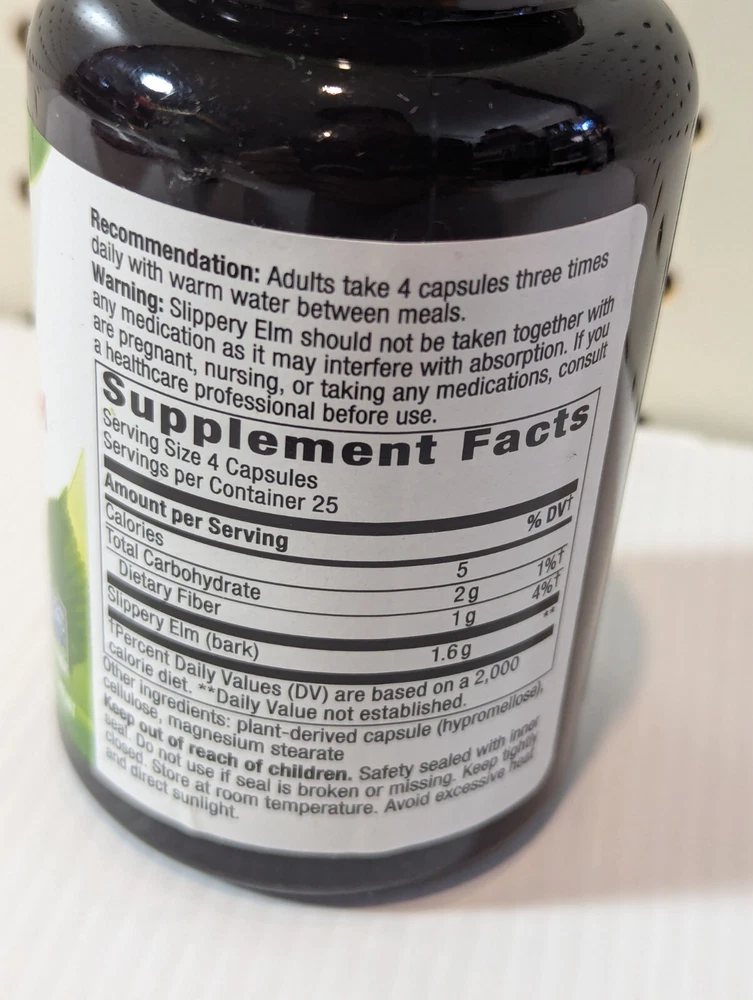 Recommendation: Adults take 4 capsules three times
daily with warm water between meals.
Warning: Slippery Elm should not be taken together with
any medication as it may interfere with absorption. If you
are pregnant, nursing, or taking any medications, consult
a healthcare professional before use.
Supplement Facts
Serving Size 4 Capsules
Servings per Container 25
Amount per Serving % DV†
Calories 5
Total Carbohydrate 2 g 1%†
Dietary Fiber 1 g 4%†
Slippery Elm (bark) 1.6 g **
†Percent Daily Values (DV) are based on a 2,000
calorie diet. **Daily Value not established.
Other ingredients: plant-derived capsule (hypromellose),
cellulose, magnesium stearate
Keep out of reach of children. Safety sealed with inner
seal. Do not use if seal is broken or missing. Keep tightly
closed. Store at room temperature. Avoid excessive heat
and direct sunlight.